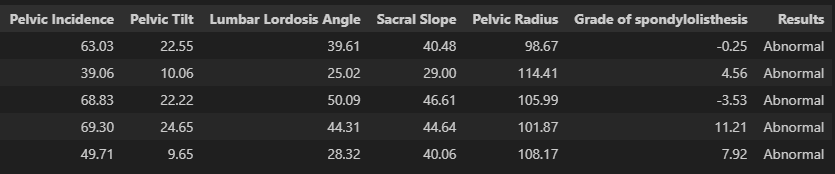 Pelvic Incidence Pelvic Tilt Lumbar Lordosis Angle Sacral Slope Pelvic Radius Grade of spondylolisthesis Results
63.03 22.55 39.61 40.48 98.67 -0.25 Abnormal
39.06 10.06 25.02 29.00 114.41 4.56 Abnormal
68.83 22.22 50.09 46.61 105.99 -3.53 Abnormal
69.30 24.65 44.31 44.64 101.87 11.21 Abnormal
49.71 9.65 28.32 40.06 108.17 7.92 Abnormal